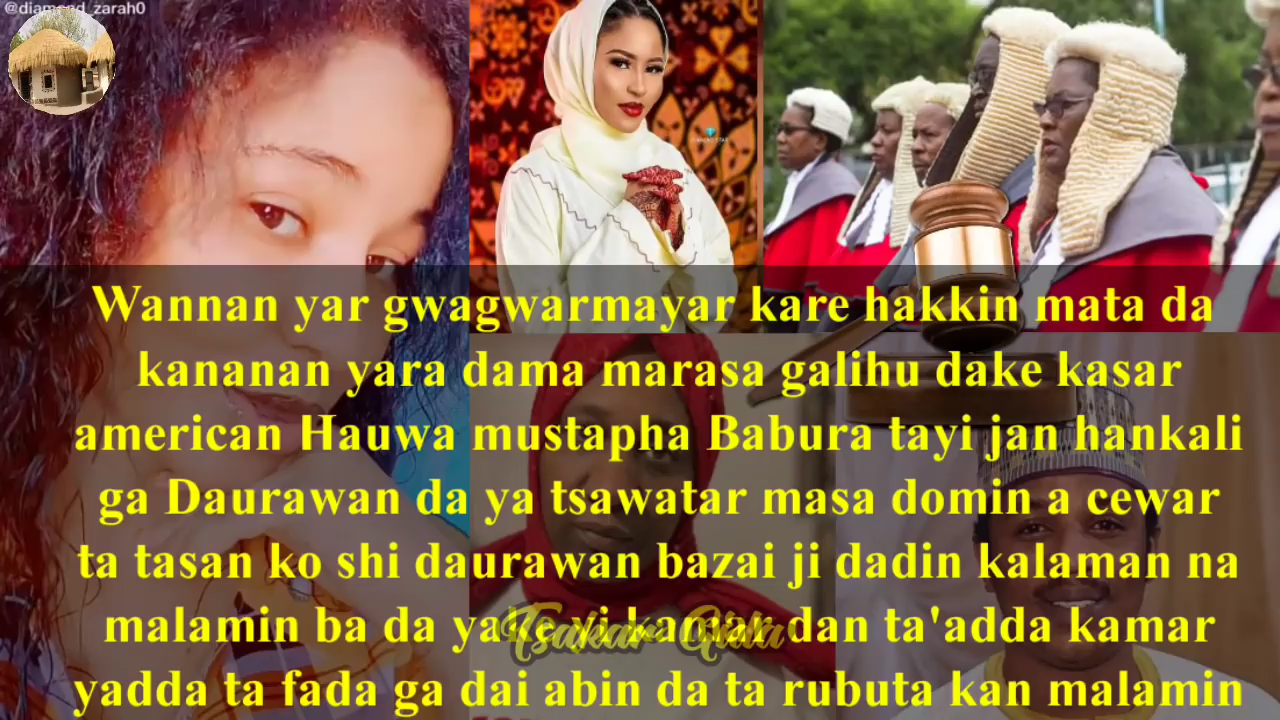 @diamond_zarah0
Wannan yar gwagwarmayar kare hakkin mata da
kananan yara dama marasa galihu dake kasar
american Hauwa mustapha Babura tayi jan hankali
ga Daurawan da ya tsawatar masa domin a cewar
ta tasan ko shi daurawan bazai ji dadin kalaman na
malamin ba da yake yi kamar dan ta'adda kamar
Tsakar Gida
yadda ta fada ga dai abin da ta rubuta kan malamin